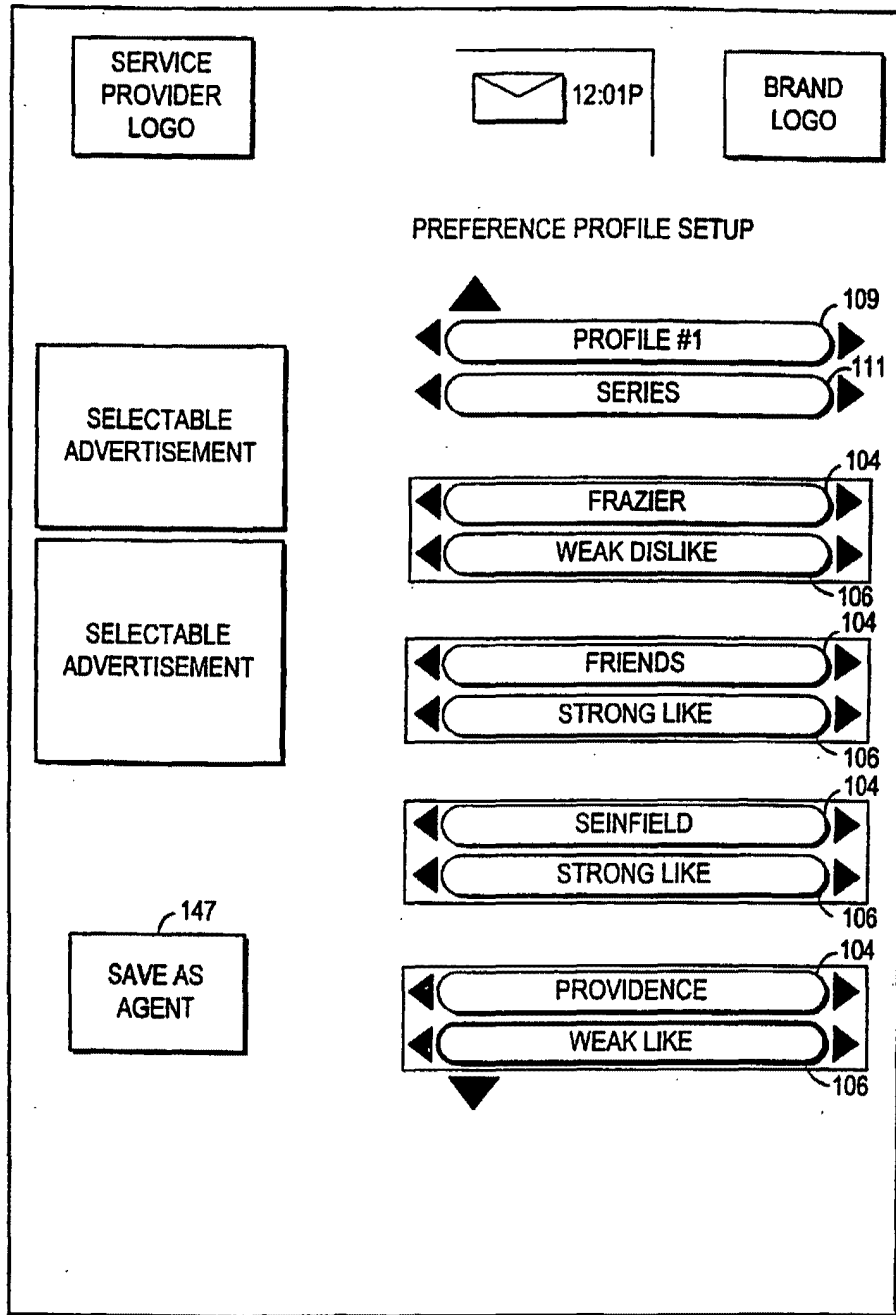 SERVICE
PROVIDER
LOGO
12:01P
BRAND
LOGO
PREFERENCE PROFILE SETUP
109
PROFILE #1
111
SERIES
SELECTABLE
ADVERTISEMENT
104
FRAZIER
WEAK DISLIKE
106
SELECTABLE
ADVERTISEMENT
104
FRIENDS
STRONG LIKE
106
104
SEINFIELD
STRONG LIKE
106
147
SAVE AS
AGENT
104
PROVIDENCE
WEAK LIKE
106